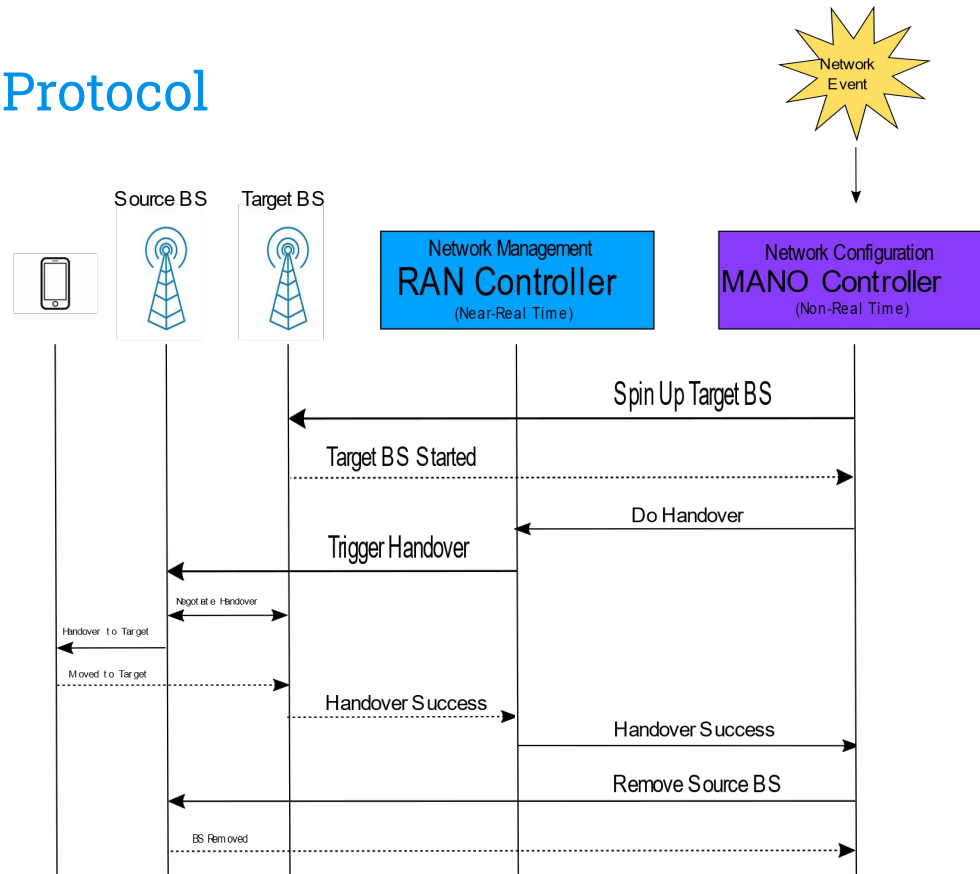 Protocol
Network
Event
Source BS
Target BS
Network Management
RAN Controller
(Near-Real Time)
Network Configuration
MANO Controller
(Non-Real Time)
Spin Up Target BS
Target BS Started
Do Handover
Trigger Handover
Negotiate Handover
Handover to Target
Moved to Target
Handover Success
Handover Success
Remove Source BS
BS Removed